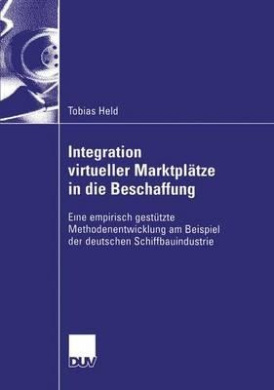 Tobias Held
Integration
virtueller Marktplätze
in die Beschaffung
Eine empirisch gestützte
Methodenentwicklung am Beispiel
der deutschen Schiffbauindustrie
DUV